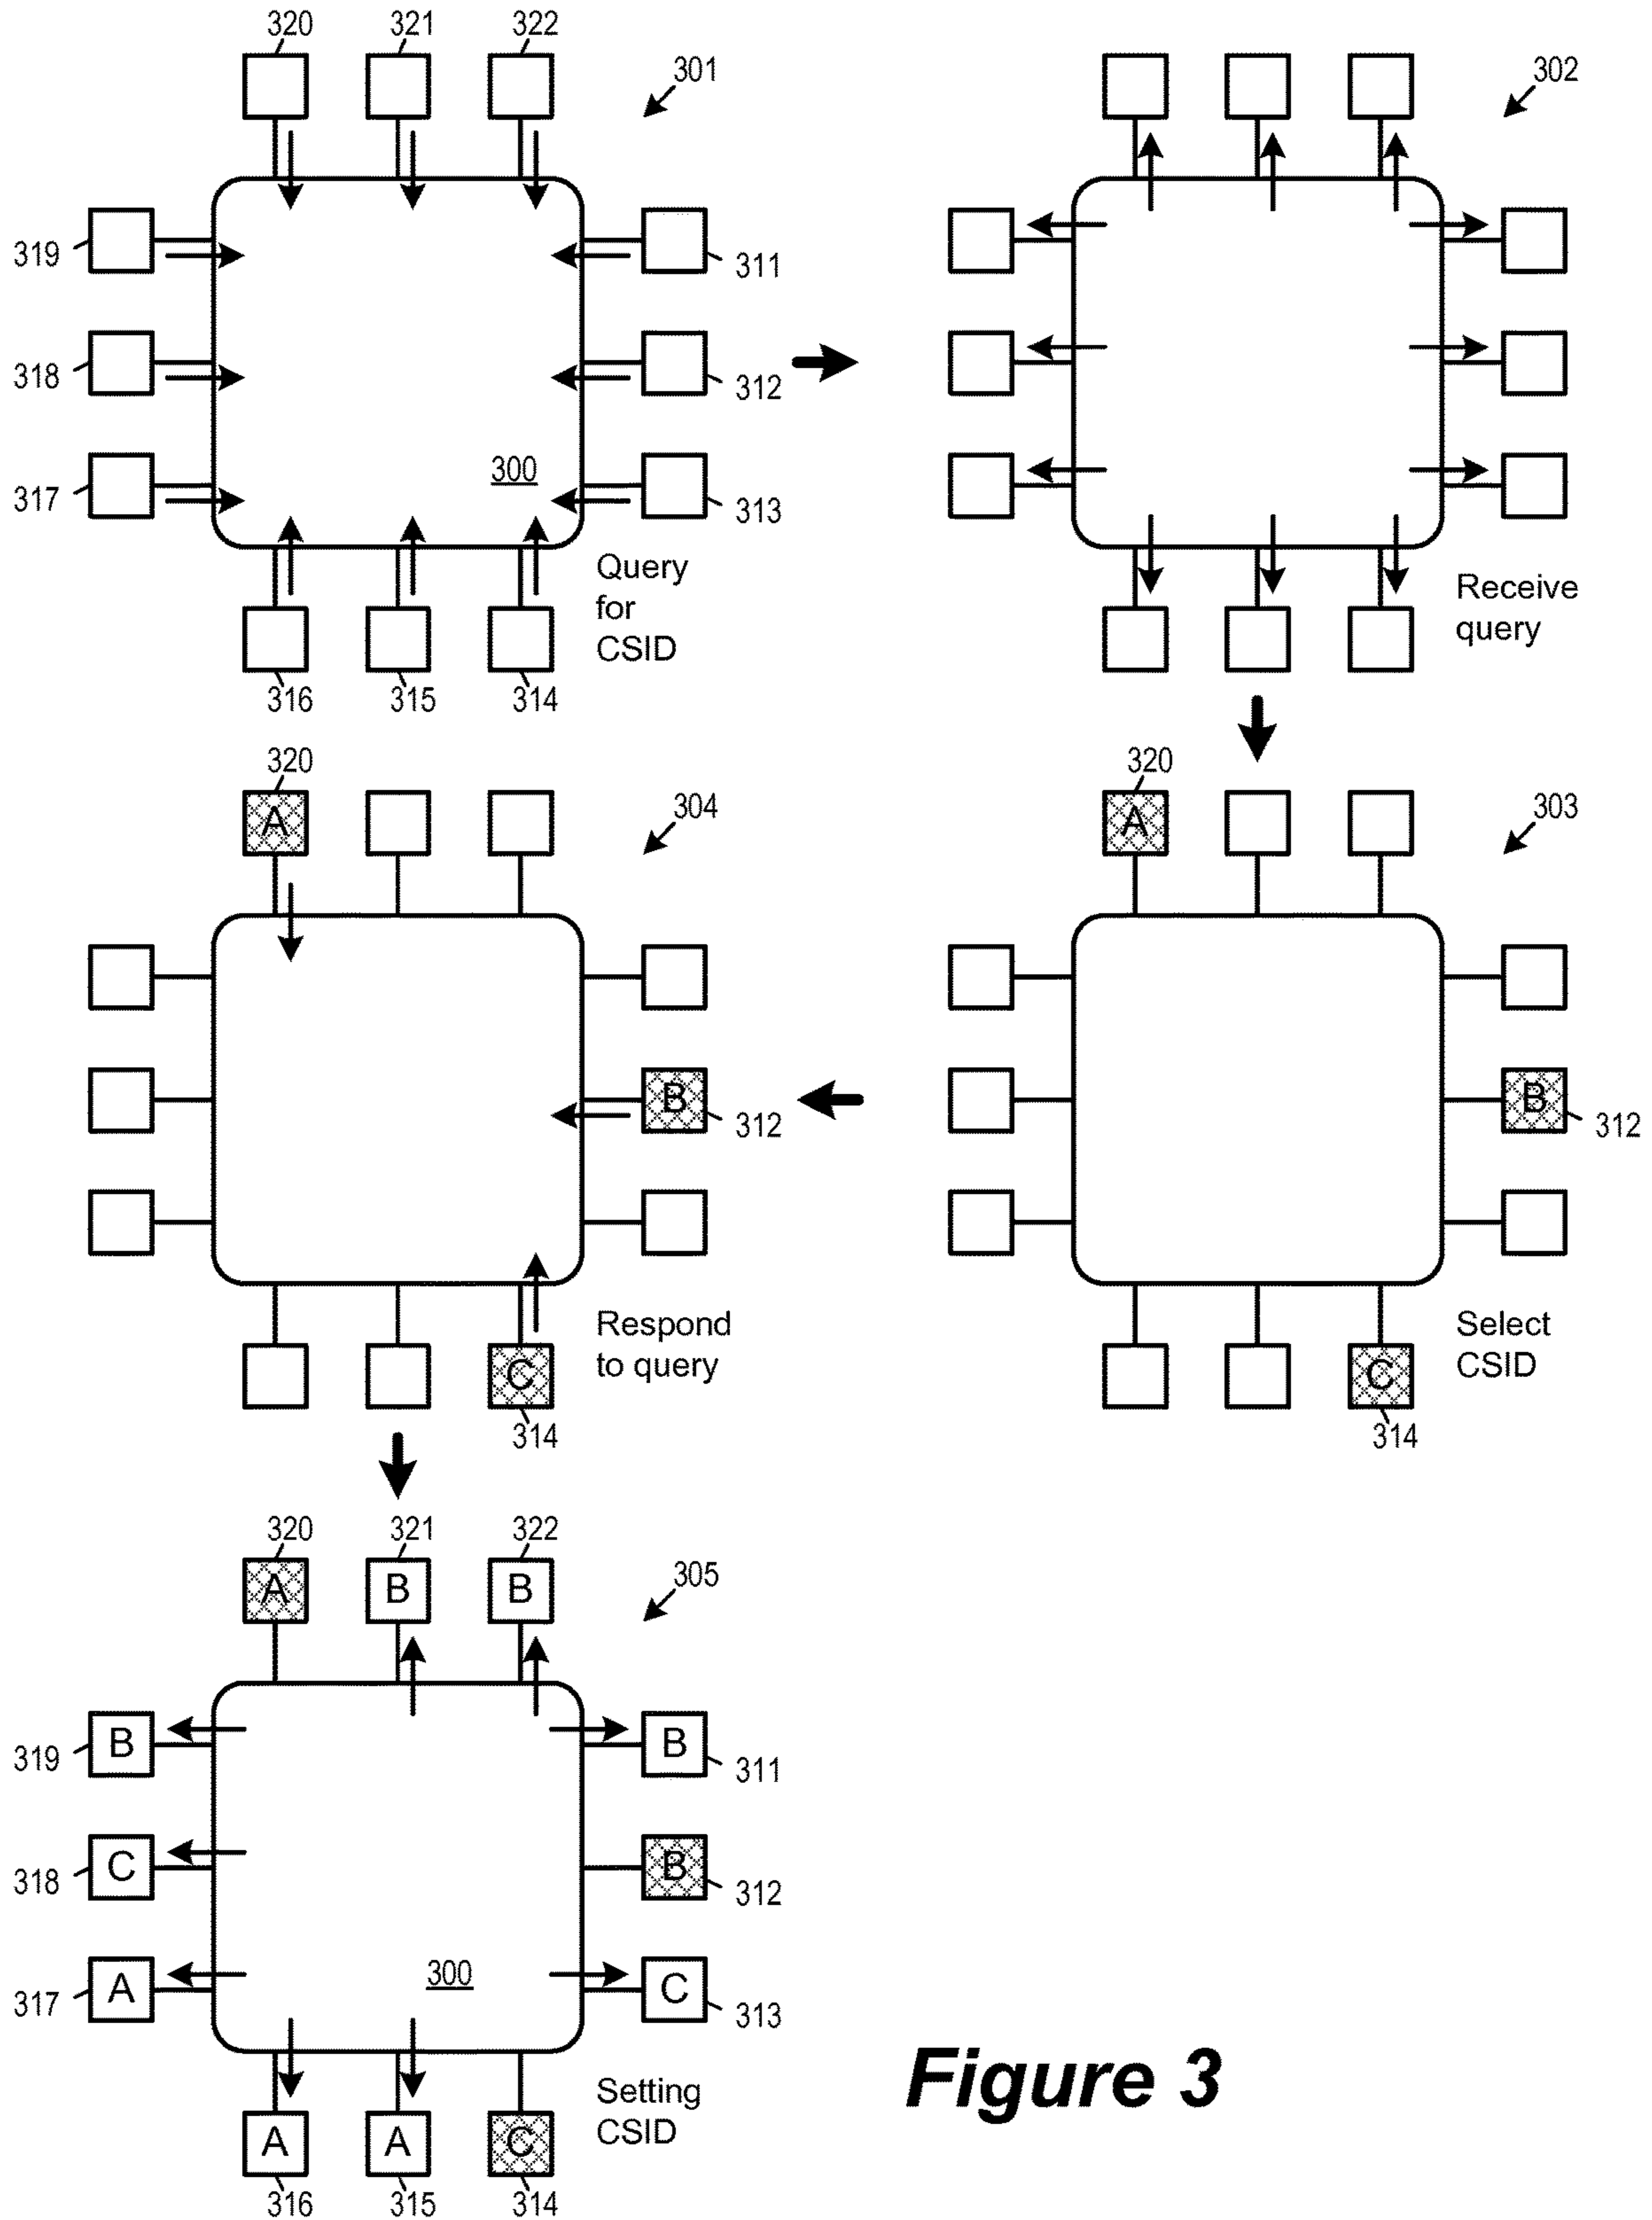 320 321 322
301
302
319
311
318
312
317
300
313
Query
for
CSID
Receive
query
316 315 314
320
304
320
303
A
A
B
312
B
312
Respond
to query
Select
CSID
C
C
314
314
320 321 322
305
A B B
319 B
B 311
318 C
B 312
317 A
300
C 313
Setting
CSID
A A C
316 315 314
Figure 3